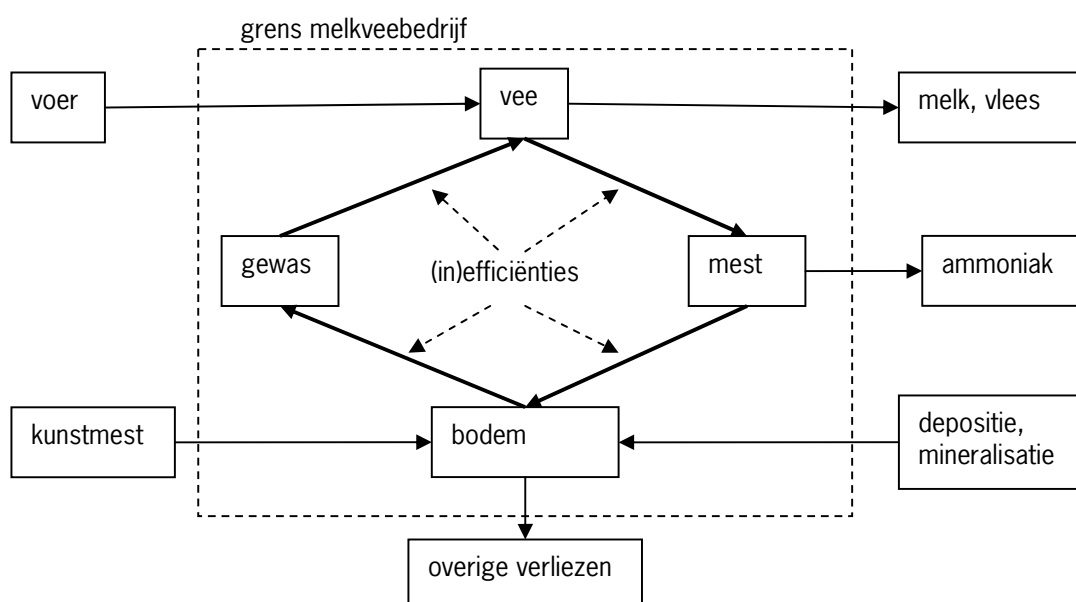 grens melkveebedrijf
voer
vee
melk, vlees
gewas
(in)efficiënties
mest
ammoniak
kunstmest
bodem
depositie,
mineralisatie
overige verliezen